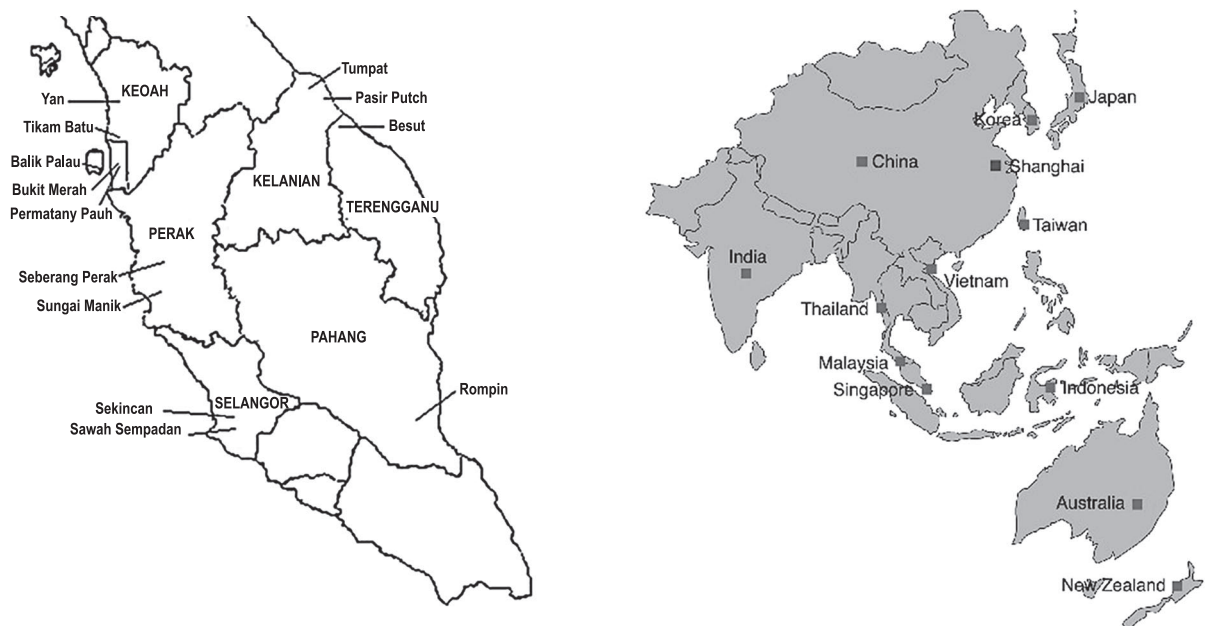 Tumpat
KEOAH
Yan
Pasir Putch
Tikam Batu
Besut
Balik Palau
KELANIAN
Bukit Merah
TERENGGANU
Permatany Pauh
PERAK
Seberang Perak
Sungai Manik
PAHANG
Rompin
SELANGOR
Sekincan
Sawah Sempadan
Japan
Korea
China
Shanghai
Taiwan
India
Vietnam
Thailand
Malaysia
Singapore
Indonesia
Australia
New Zealand